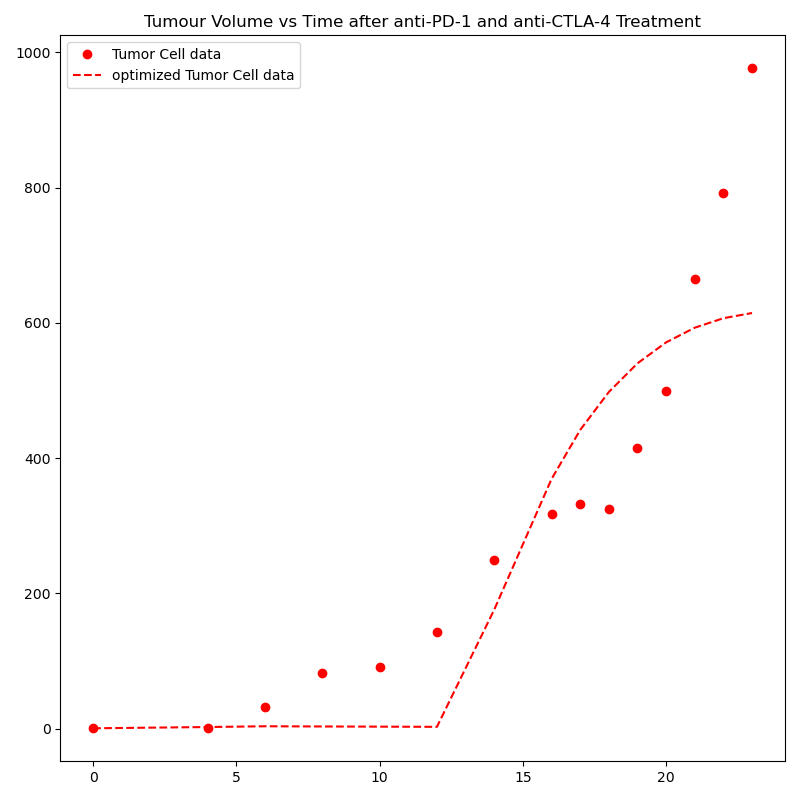 Tumour Volume vs Time after anti-PD-1 and anti-CTLA-4 Treatment
Tumor Cell data
optimized Tumor Cell data
1000
800
600
400
200
0
0 5 10 15 20